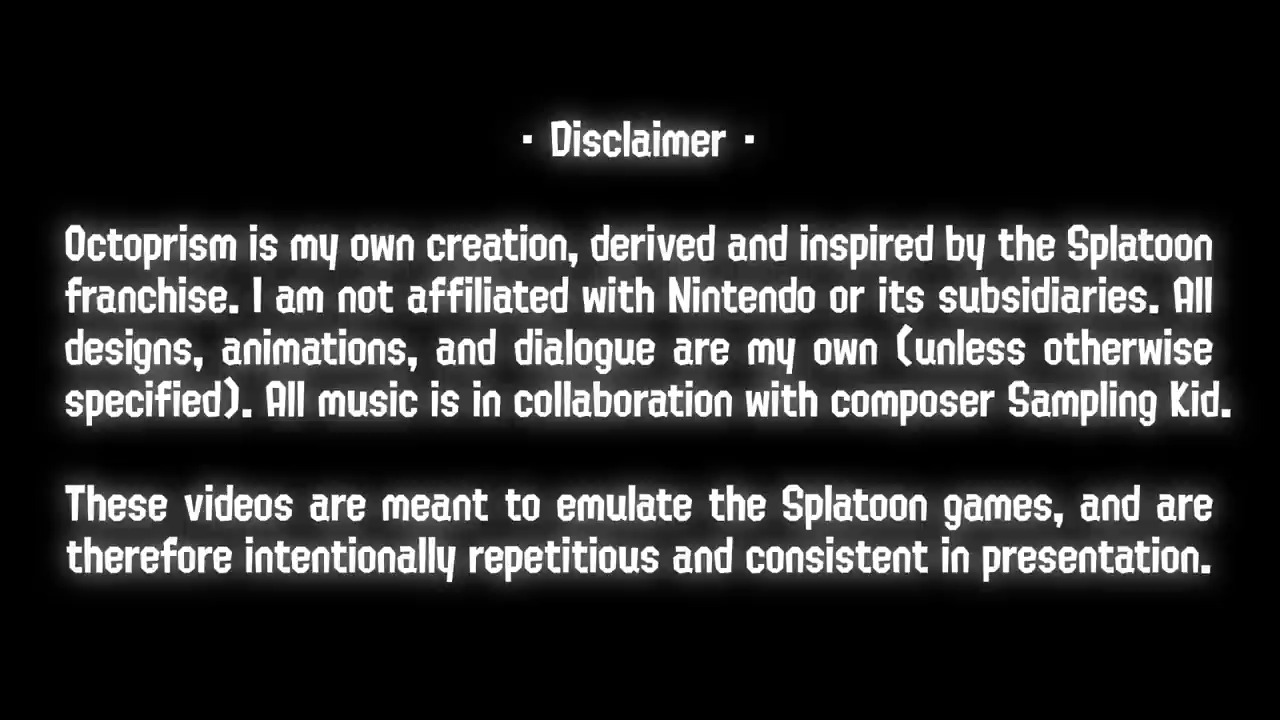 · Disclaimer ·
Octoprism is my own creation, derived and inspired by the Splatoon
franchise. I am not affiliated with Nintendo or its subsidiaries. All
designs, animations, and dialogue are my own (unless otherwise
specified). All music is in collaboration with composer Sampling Kid.
These videos are meant to emulate the Splatoon games, and are
therefore intentionally repetitious and consistent in presentation.